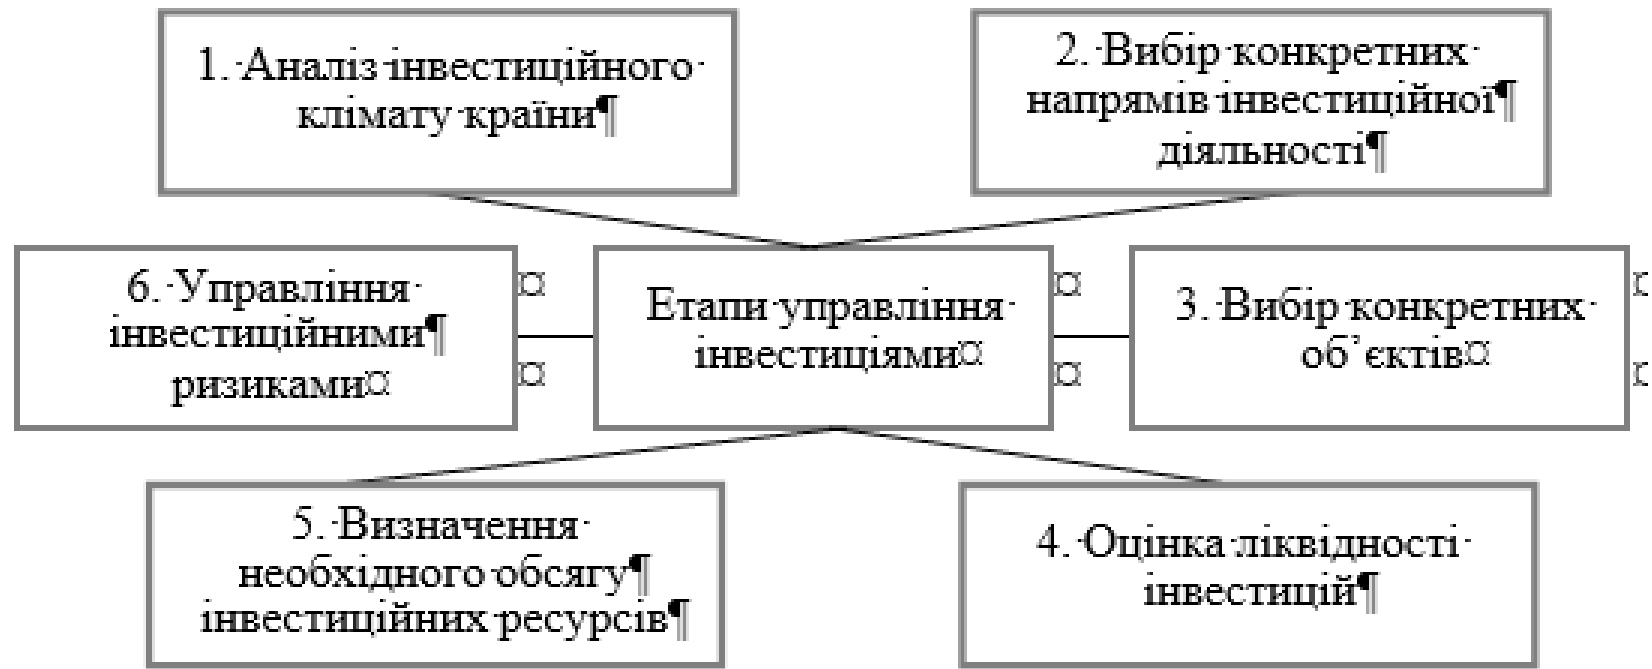 1. Аналіз інвестиційного
клімату країни¶
2. Вибір конкретних
напрямів інвестиційної¶
діяльності¶
6. Управління
інвестиційними¶
ризиками¤
Етапи управління
інвестиціями¤
3. Вибір конкретних
об’єктів¤
5. Визначення
необхідного обсягу¶
інвестиційних ресурсів¶
4. Оцінка ліквідності
інвестицій¶